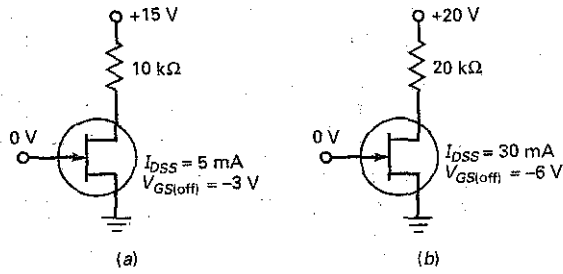 +15 V
10 kΩ
0 V
I_DSS = 5 mA
V_GS(off) = –3 V
(a)
+20 V
20 kΩ
0 V
I_DSS = 30 mA
V_GS(off) = –6 V
(b)